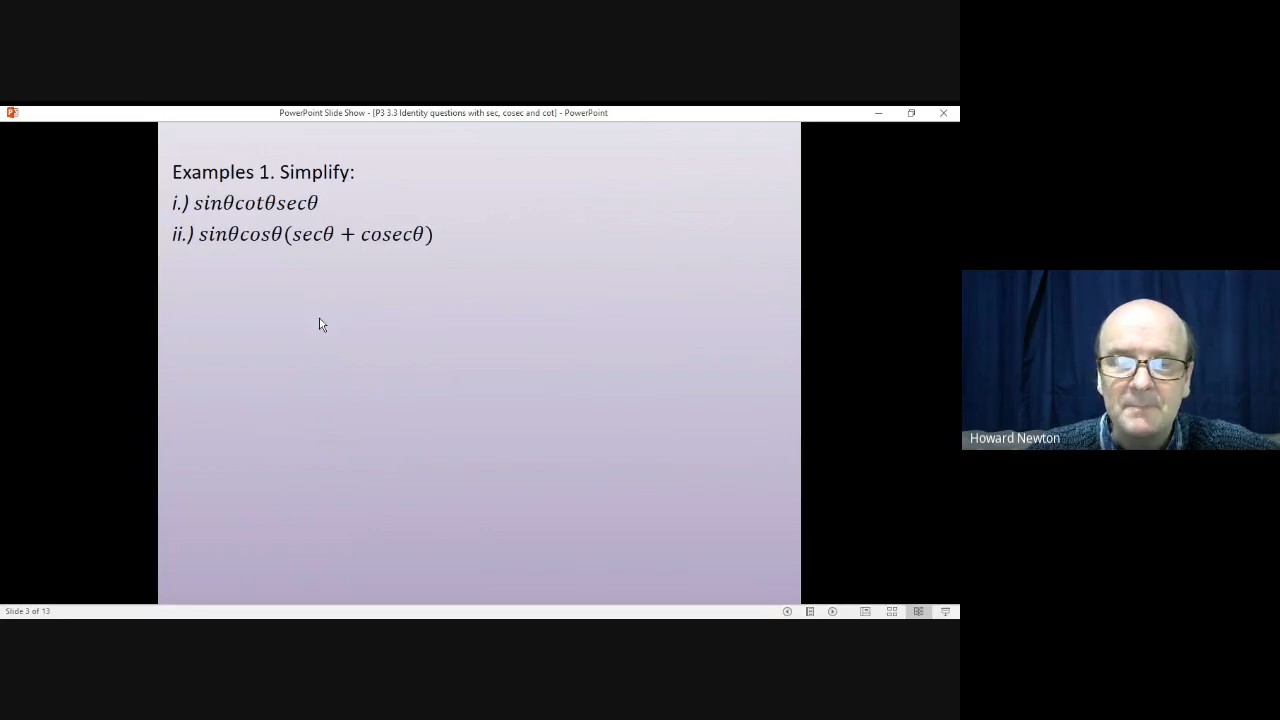 PowerPoint Slide Show - [P3 3.3 Identity questions with sec, cosec and cot] - PowerPoint
Examples 1. Simplify:
i.) sinθcotθsecθ
ii.) sinθcosθ(secθ + cosecθ)
Howard Newton
Slide 3 of 13